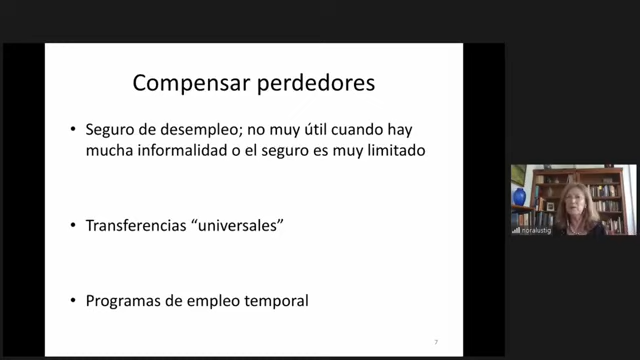 Compensar perdedores
• Seguro de desempleo; no muy útil cuando hay
mucha informalidad o el seguro es muy limitado
• Transferencias “universales”
• Programas de empleo temporal
7
noralustig